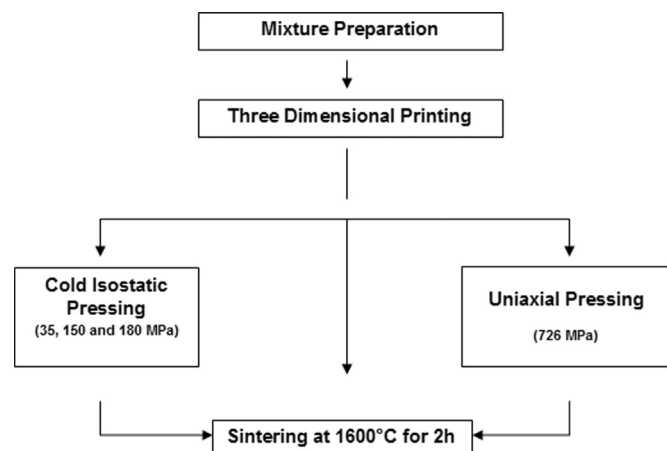 Mixture Preparation
Three Dimensional Printing
Cold Isostatic
Pressing
(35, 150 and 180 MPa)
Uniaxial Pressing
(726 MPa)
Sintering at 1600°C for 2h